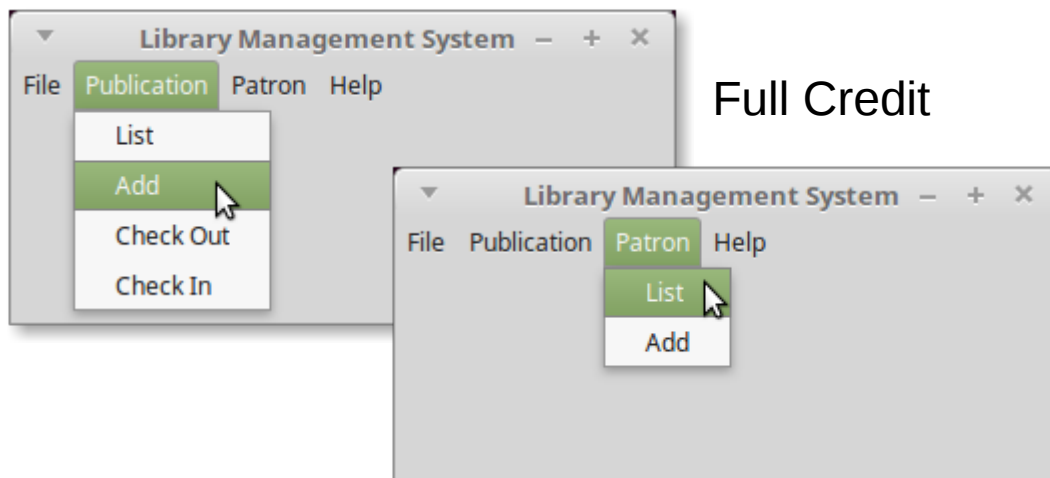 Library Management System
File Publication Patron Help
List
Add
Check Out
Check In
Full Credit
Library Management System
File Publication Patron Help
List
Add